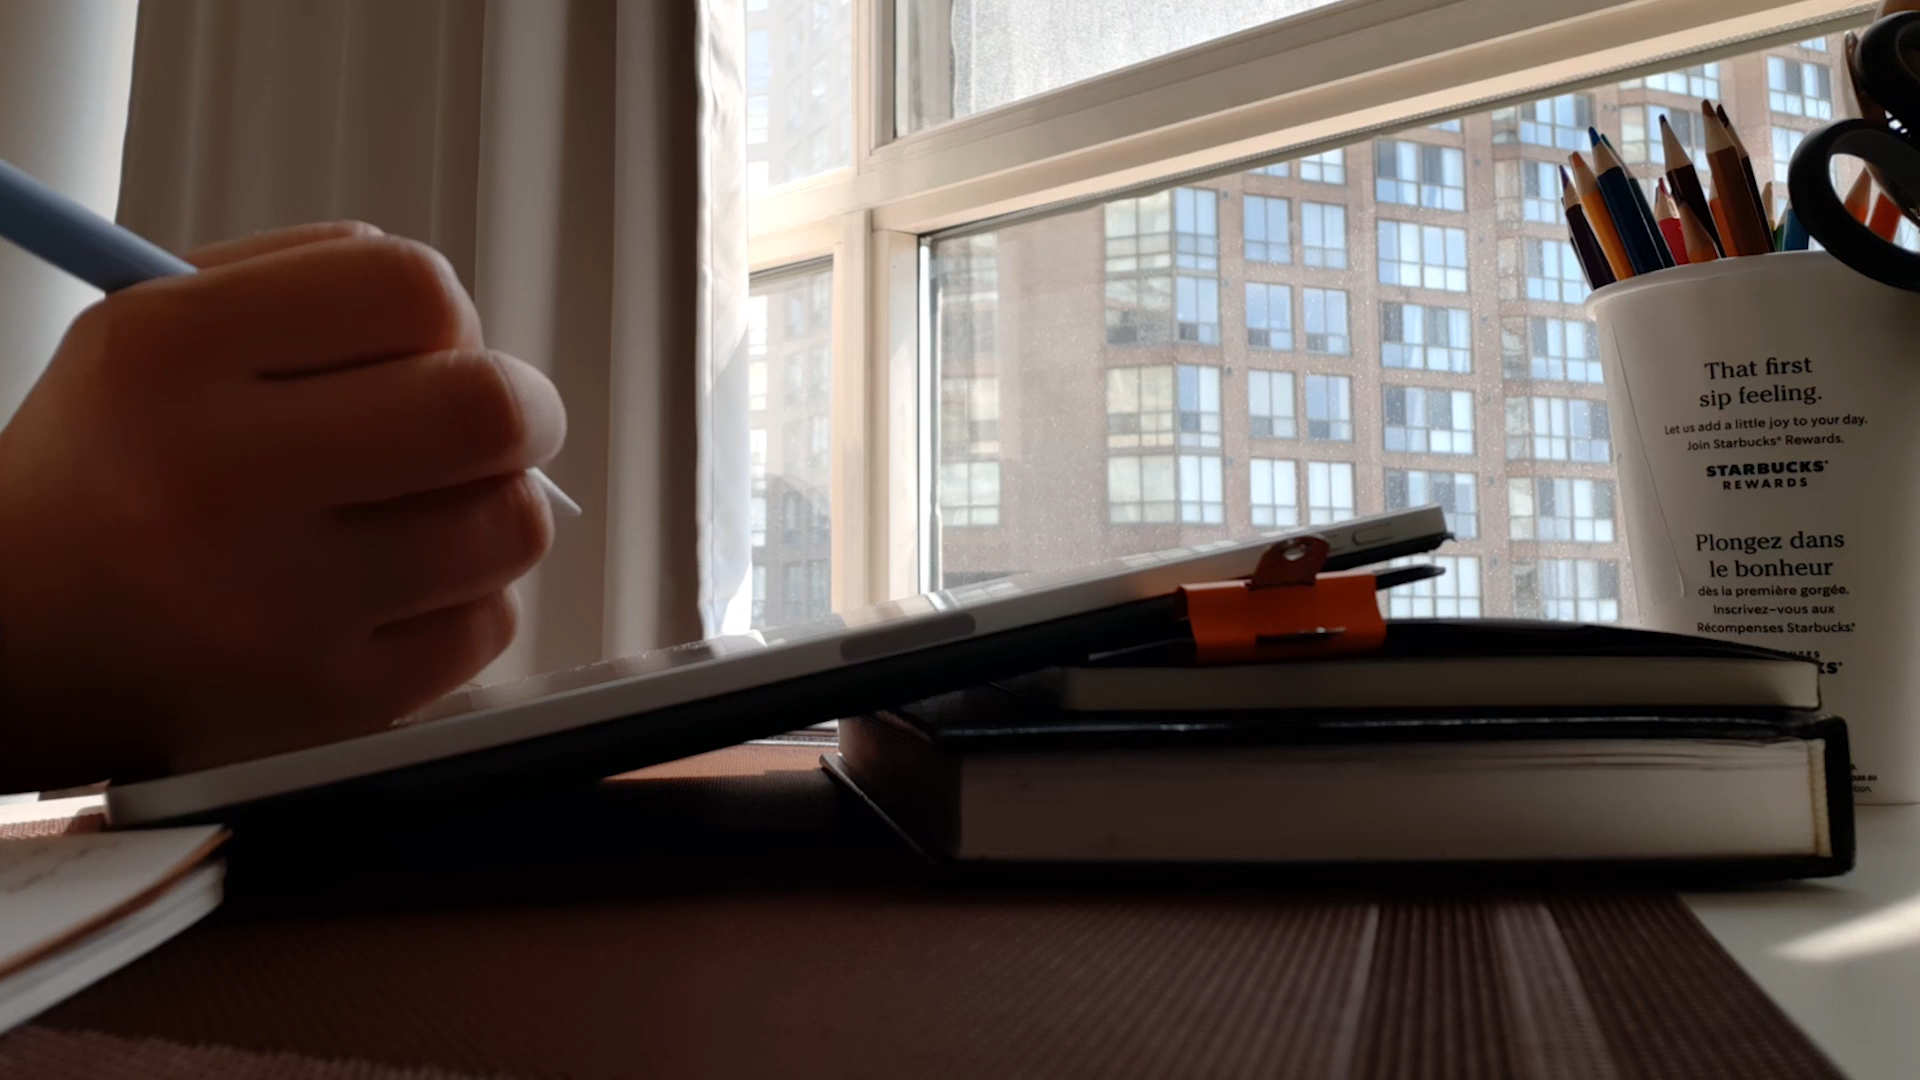 That first
sip feeling.
Let us add a little joy to your day.
Join Starbucks® Rewards.
STARBUCKS®
REWARDS
Plongez dans
le bonheur
dès la première gorgée.
Inscrivez-vous aux
Récompenses Starbucks.®